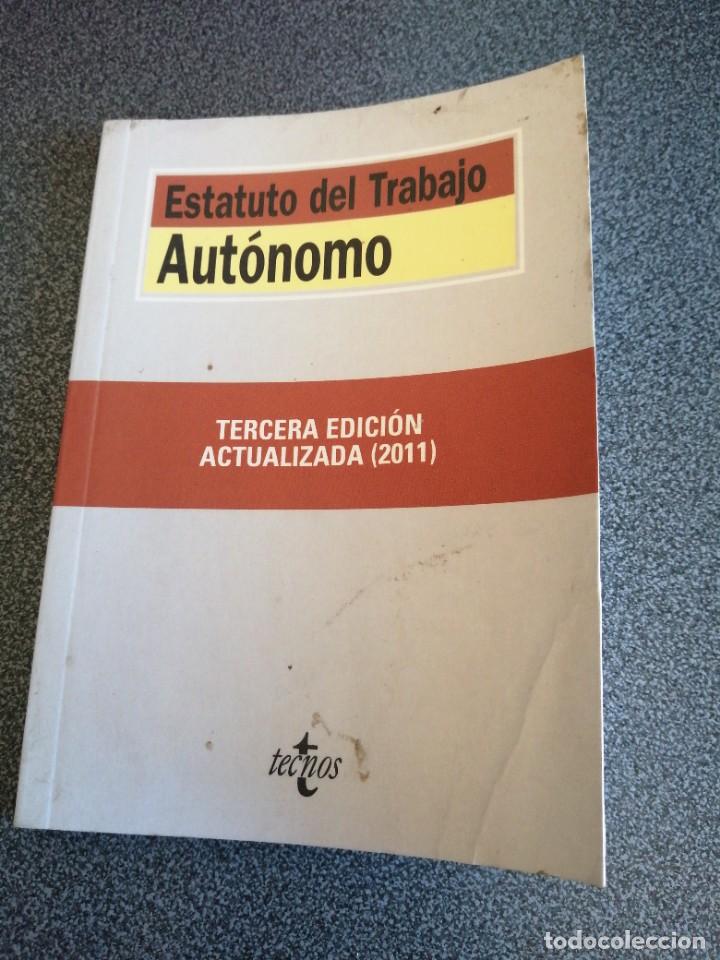 Estatuto del Trabajo
Autónomo
TERCERA EDICIÓN
ACTUALIZADA (2011)
tecnos
todocoleccion